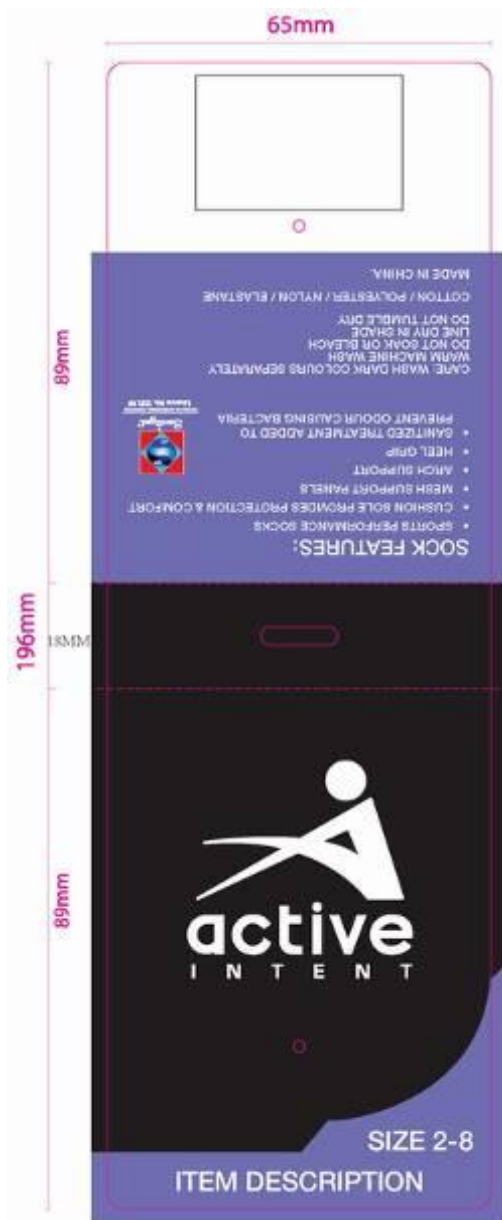 65mm
89mm
196mm
18MM
89mm
SOCK FEATURES:
• SPORTS PERFORMANCE SOCKS
• CUSHION SOLE PROVIDES PROTECTION & COMFORT
• MESH SUPPORT PANELS
• ARCH SUPPORT
• HEEL GRIP
• SANITIZED TREATMENT ADDED TO
PREVENT ODOUR CAUSING BACTERIA
CARE: WASH DARK COLOURS SEPARATELY
WARM MACHINE WASH
DO NOT SOAK OR BLEACH
LINE DRY IN SHADE
DO NOT TUMBLE DRY
COTTON / POLYESTER / NYLON / ELASTANE
MADE IN CHINA.
active
INTENT
SIZE 2-8
ITEM DESCRIPTION